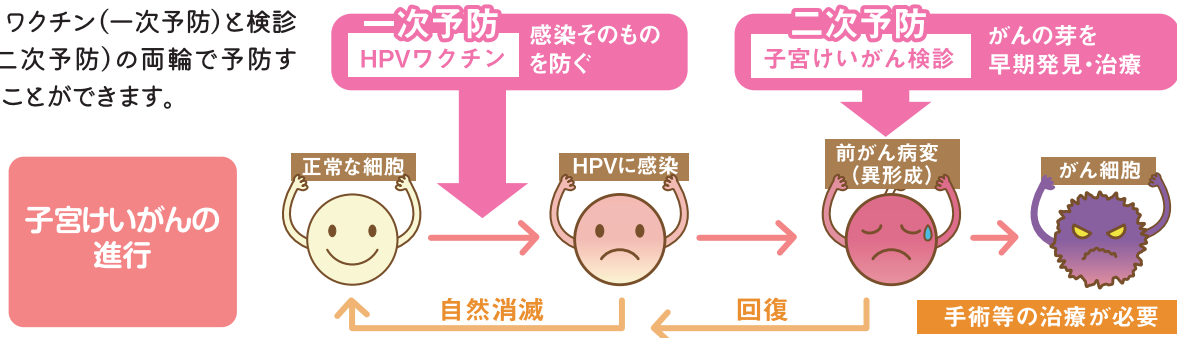 ワクチン(一次予防)と検診
二次予防)の両輪で予防す
ことができます。
一次予防
HPVワクチン
感染そのもの
を防ぐ
二次予防
子宮けいがん検診
がんの芽を
早期発見・治療
子宮けいがんの
進行
正常な細胞
HPVに感染
前がん病変
(異形成)
がん細胞
自然消滅
回復
手術等の治療が必要